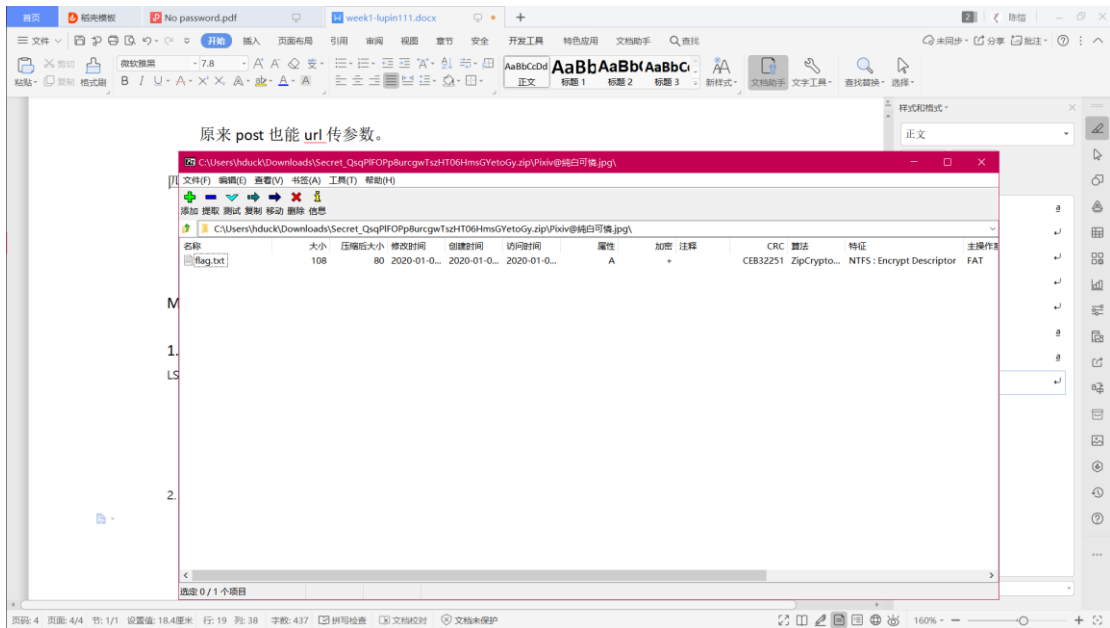 首页 稻壳模板 No password.pdf week1-lupin111.docx + 2 陈恺
文件 开始 插入 页面布局 引用 审阅 视图 章节 安全 开发工具 特色应用 文档助手 查找 未同步 分享 批注
粘贴 剪切 复制 格式刷 微软雅黑 7.8 B I U A X² X₂ A ab A A AaBbCcDd 正文 AaBb 标题 1 AaBb( 标题 2 AaBbC 标题 3 新样式 文档助手 文字工具 查找替换 选择
样式和格式
正文
原来 post 也能 url 传参数。
C:\Users\hduck\Downloads\Secret_QsqPlFOPp8urcgwTszHT06HmsGYetoGy.zip\Pixiv@純白可憐.jpg\
文件(F) 编辑(E) 查看(V) 书签(A) 工具(T) 帮助(H)
添加 提取 测试 复制 移动 删除 信息
C:\Users\hduck\Downloads\Secret_QsqPlFOPp8urcgwTszHT06HmsGYetoGy.zip\Pixiv@純白可憐.jpg\
名称 大小 压缩后大小 修改时间 创建时间 访问时间 属性 加密 注释 CRC 算法 特征 主操作系
flag.txt 108 80 2020-01-0... 2020-01-0... 2020-01-0... A + CEB32251 ZipCrypto... NTFS : Encrypt Descriptor FAT
M
1.
LS
2.
选定 0 / 1 个项目
页码: 4 页面: 4/4 节: 1/1 设置值: 18.4厘米 行: 19 列: 38 字数: 437 拼写检查 文档校对 文档未保护 160%